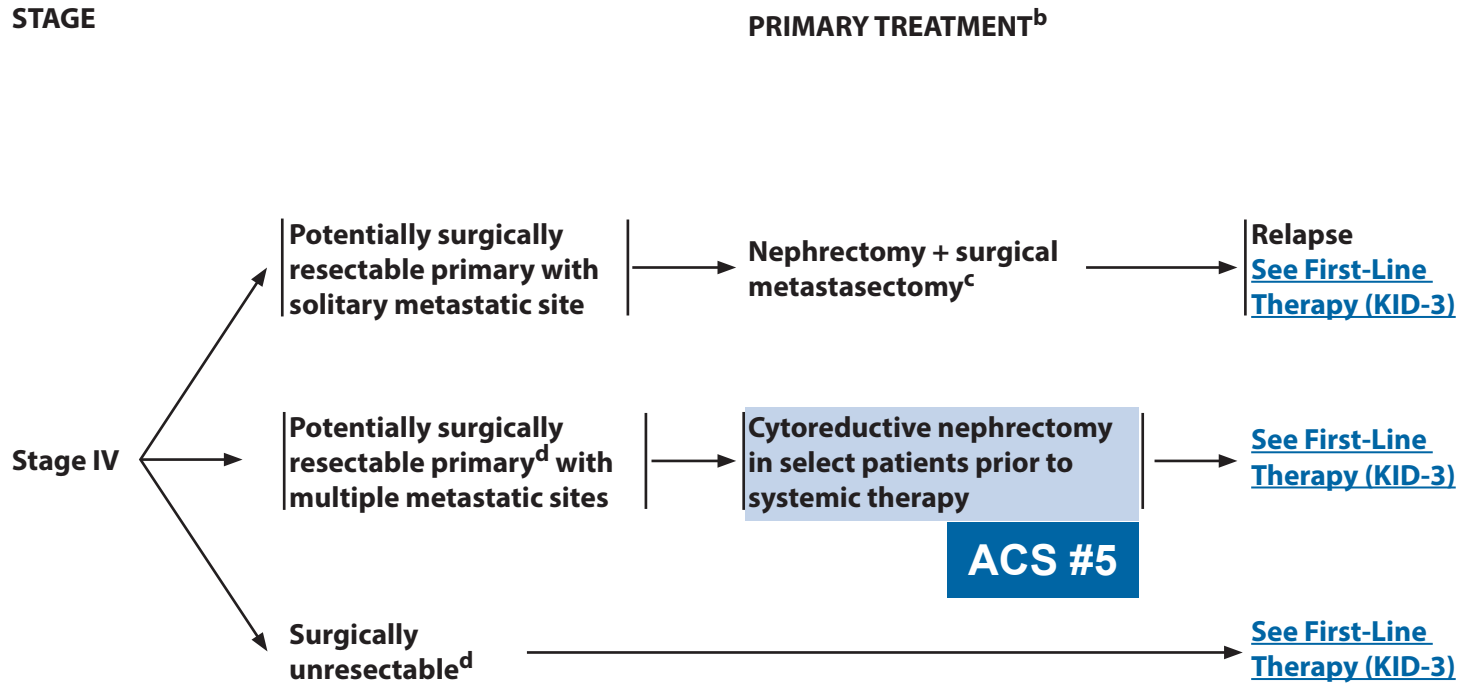 STAGE
PRIMARY TREATMENTb
Potentially surgically
resectable primary with
solitary metastatic site
Nephrectomy + surgical
metastasectomyc
Relapse
See First-Line
Therapy (KID-3)
Stage IV
Potentially surgically
resectable primaryd with
multiple metastatic sites
Cytoreductive nephrectomy
in select patients prior to
systemic therapy
ACS #5
See First-Line
Therapy (KID-3)
Surgically
unresectabled
See First-Line
Therapy (KID-3)